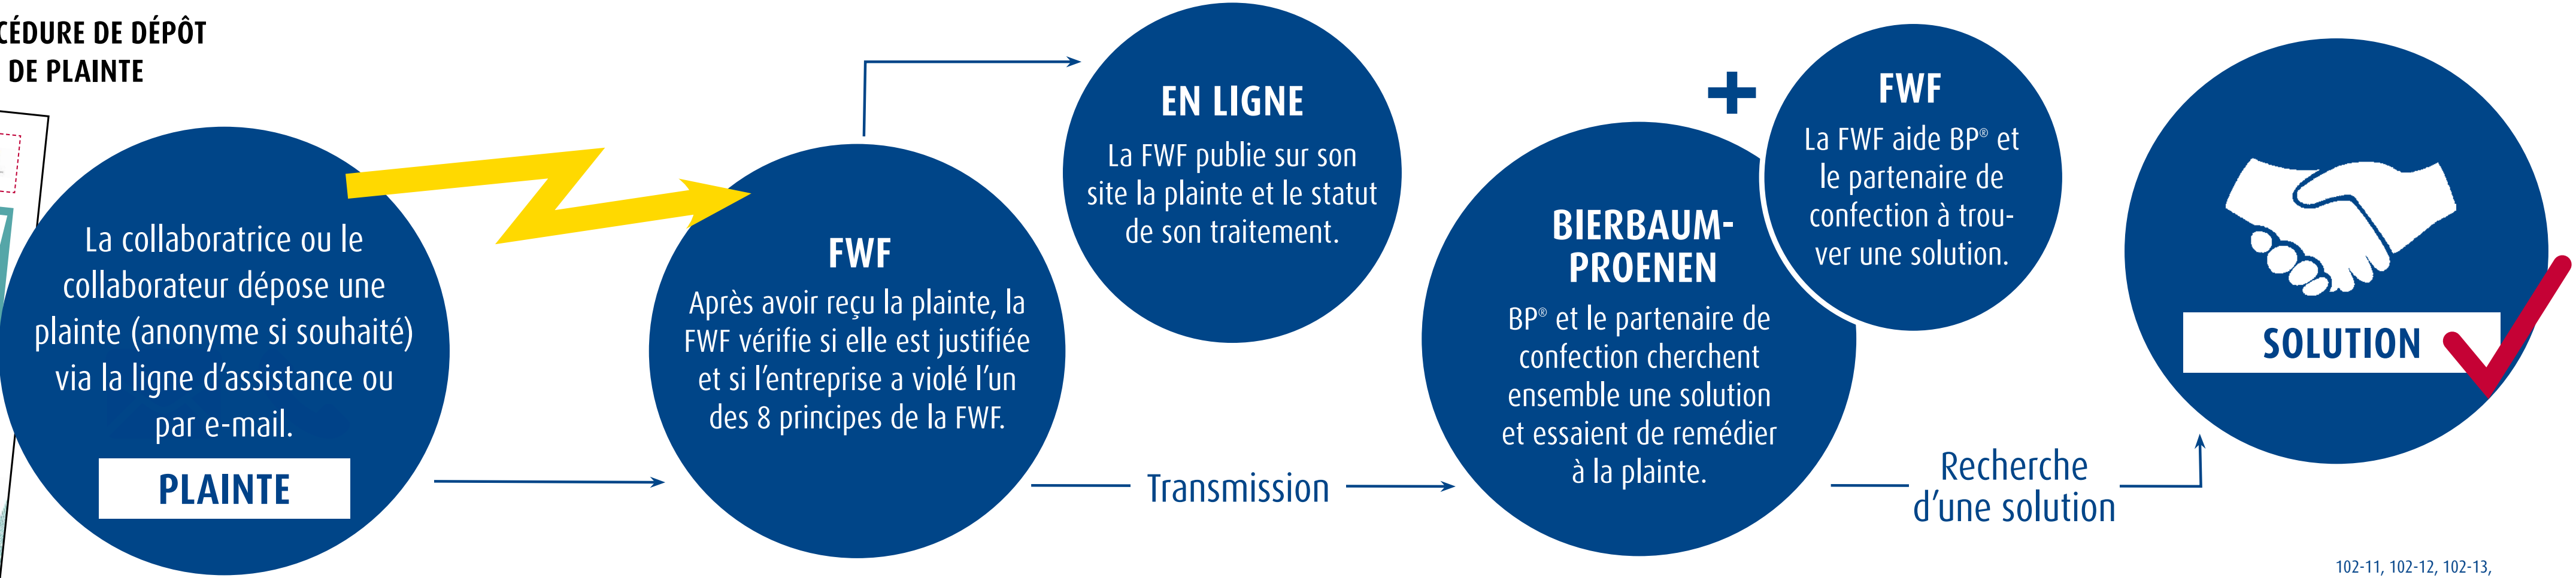 CÉDURE DE DÉPÔT
DE PLAINTE
La collaboratrice ou le
collaborateur dépose une
plainte (anonyme si souhaité)
via la ligne d’assistance ou
par e-mail.
PLAINTE
FWF
Après avoir reçu la plainte, la
FWF vérifie si elle est justifiée
et si l’entreprise a violé l’un
des 8 principes de la FWF.
EN LIGNE
La FWF publie sur son
site la plainte et le statut
de son traitement.
Transmission
BIERBAUM-
PROENEN
BP® et le partenaire de
confection cherchent
ensemble une solution
et essaient de remédier
à la plainte.
+
FWF
La FWF aide BP® et
le partenaire de
confection à trou-
ver une solution.
Recherche
d’une solution
SOLUTION
102-11, 102-12, 102-13,